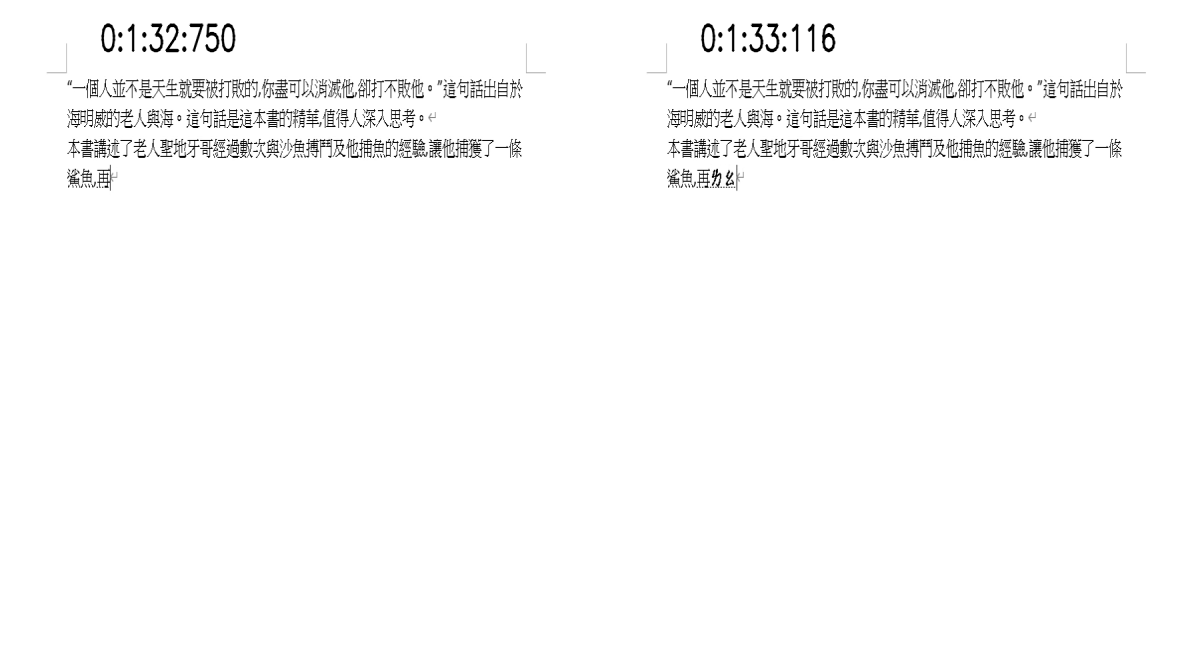 0:1:32:750
“一個人並不是天生就要被打敗的,你盡可以消滅他,卻打不敗他。”這句話出自於
海明威的老人與海。這句話是這本書的精華,值得人深入思考。↵
本書講述了老人聖地牙哥經過數次與沙魚搏鬥及他捕魚的經驗,讓他捕獲了一條
鯊魚,再↵
0:1:33:116
“一個人並不是天生就要被打敗的,你盡可以消滅他,卻打不敗他。”這句話出自於
海明威的老人與海。這句話是這本書的精華,值得人深入思考。↵
本書講述了老人聖地牙哥經過數次與沙魚搏鬥及他捕魚的經驗,讓他捕獲了一條
鯊魚,再ㄌㄠ↵